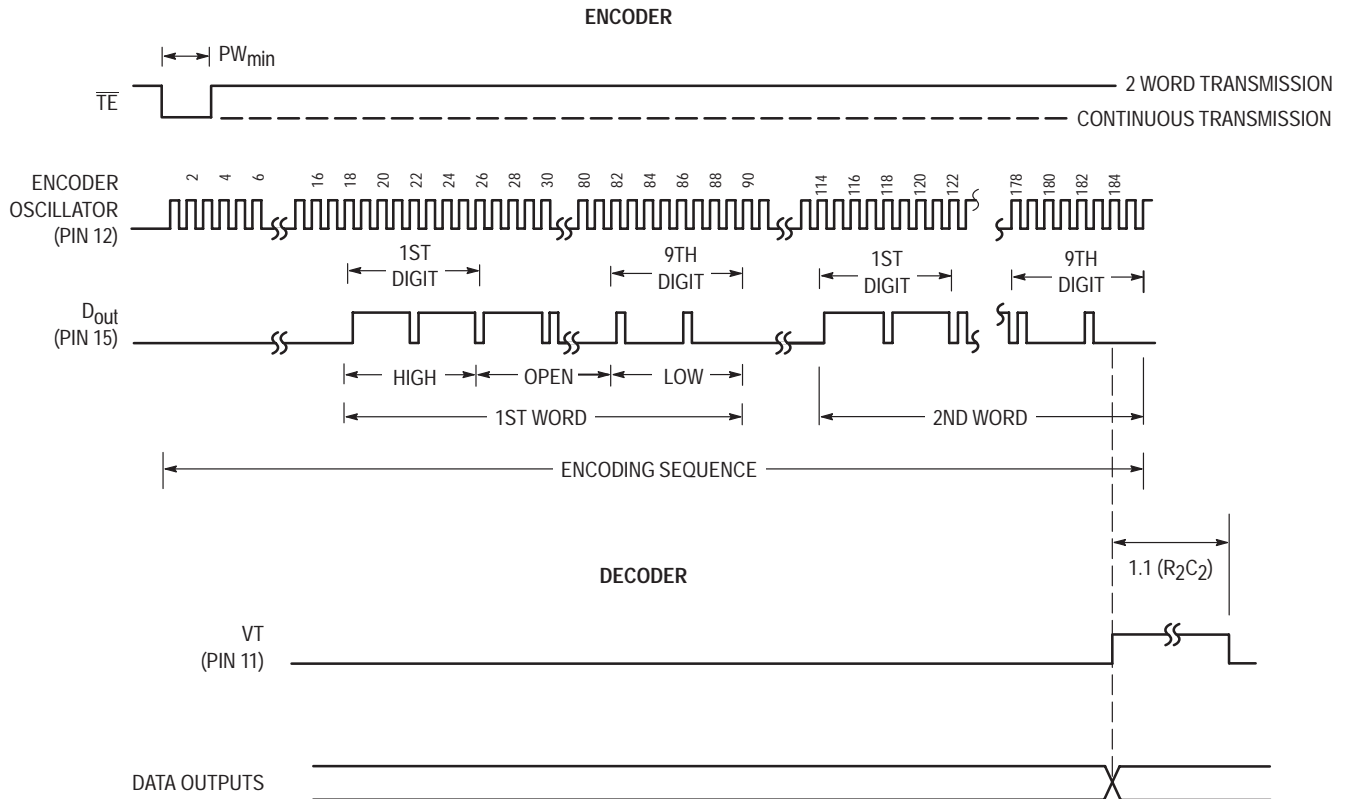 ENCODER
PWmin
TE
2 WORD TRANSMISSION
CONTINUOUS TRANSMISSION
ENCODER
OSCILLATOR
(PIN 12)
2 4 6 16 18 20 22 24 26 28 30 80 82 84 86 88 90 114 116 118 120 122 178 180 182 184
1ST
DIGIT
9TH
DIGIT
1ST
DIGIT
9TH
DIGIT
Dout
(PIN 15)
HIGH OPEN LOW
1ST WORD 2ND WORD
ENCODING SEQUENCE
1.1 (R2C2)
DECODER
VT
(PIN 11)
DATA OUTPUTS